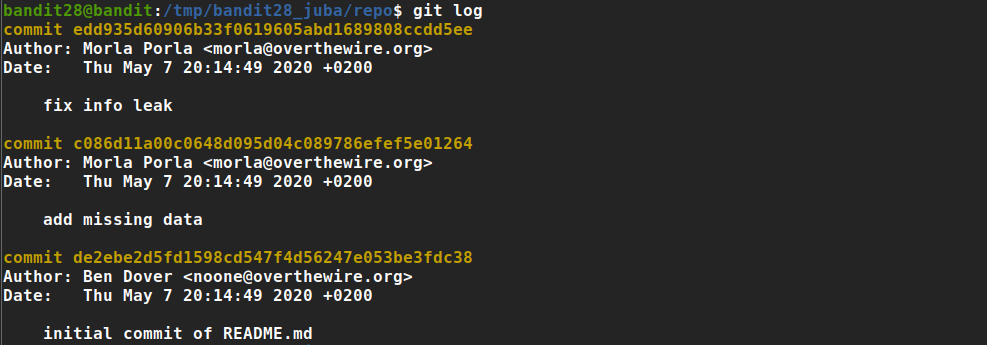 bandit28@bandit:/tmp/bandit28_juba/repo$ git log
commit edd935d60906b33f0619605abd1689808ccdd5ee
Author: Morla Porla <morla@overthewire.org>
Date:   Thu May 7 20:14:49 2020 +0200
    fix info leak
commit c086d11a00c0648d095d04c089786efef5e01264
Author: Morla Porla <morla@overthewire.org>
Date:   Thu May 7 20:14:49 2020 +0200
    add missing data
commit de2ebe2d5fd1598cd547f4d56247e053be3fdc38
Author: Ben Dover <noone@overthewire.org>
Date:   Thu May 7 20:14:49 2020 +0200
    initial commit of README.md